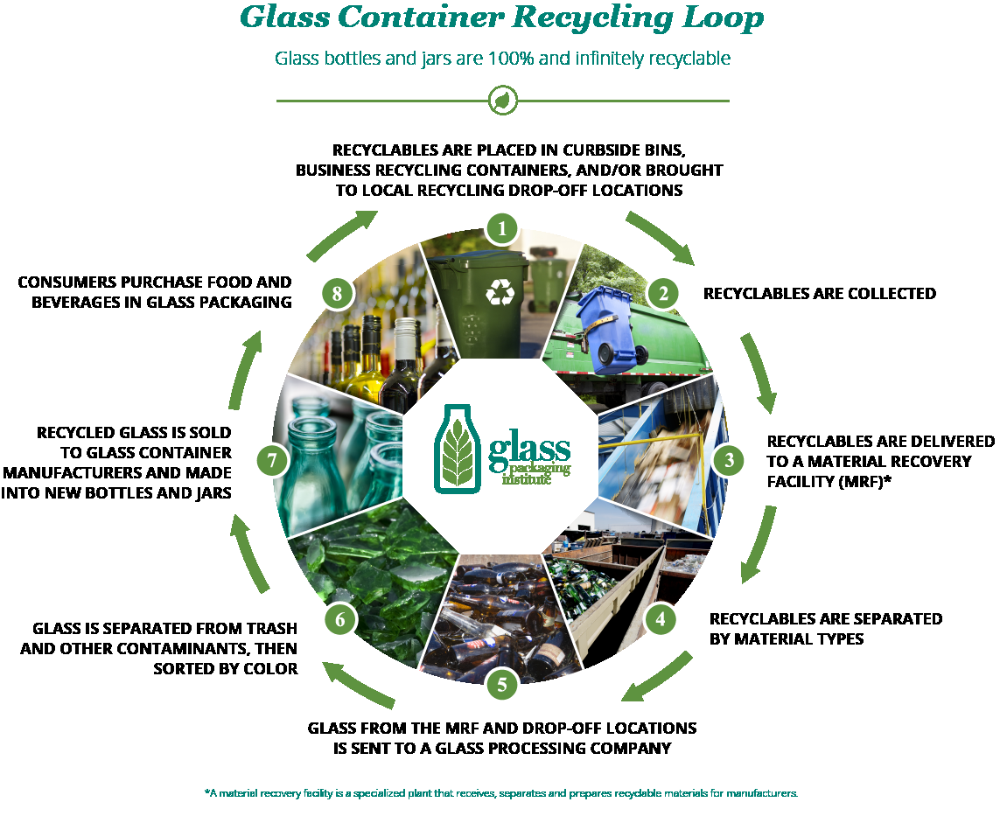 Glass Container Recycling Loop
Glass bottles and jars are 100% and infinitely recyclable
RECYCLABLES ARE PLACED IN CURBSIDE BINS,
BUSINESS RECYCLING CONTAINERS, AND/OR BROUGHT
TO LOCAL RECYCLING DROP-OFF LOCATIONS
1
2
RECYCLABLES ARE COLLECTED
3
RECYCLABLES ARE DELIVERED
TO A MATERIAL RECOVERY
FACILITY (MRF)*
4
RECYCLABLES ARE SEPARATED
BY MATERIAL TYPES
5
GLASS FROM THE MRF AND DROP-OFF LOCATIONS
IS SENT TO A GLASS PROCESSING COMPANY
6
GLASS IS SEPARATED FROM TRASH
AND OTHER CONTAMINANTS, THEN
SORTED BY COLOR
7
RECYCLED GLASS IS SOLD
TO GLASS CONTAINER
MANUFACTURERS AND MADE
INTO NEW BOTTLES AND JARS
8
CONSUMERS PURCHASE FOOD AND
BEVERAGES IN GLASS PACKAGING
glass
packaging
institute
*A material recovery facility is a specialized plant that receives, separates and prepares recyclable materials for manufacturers.